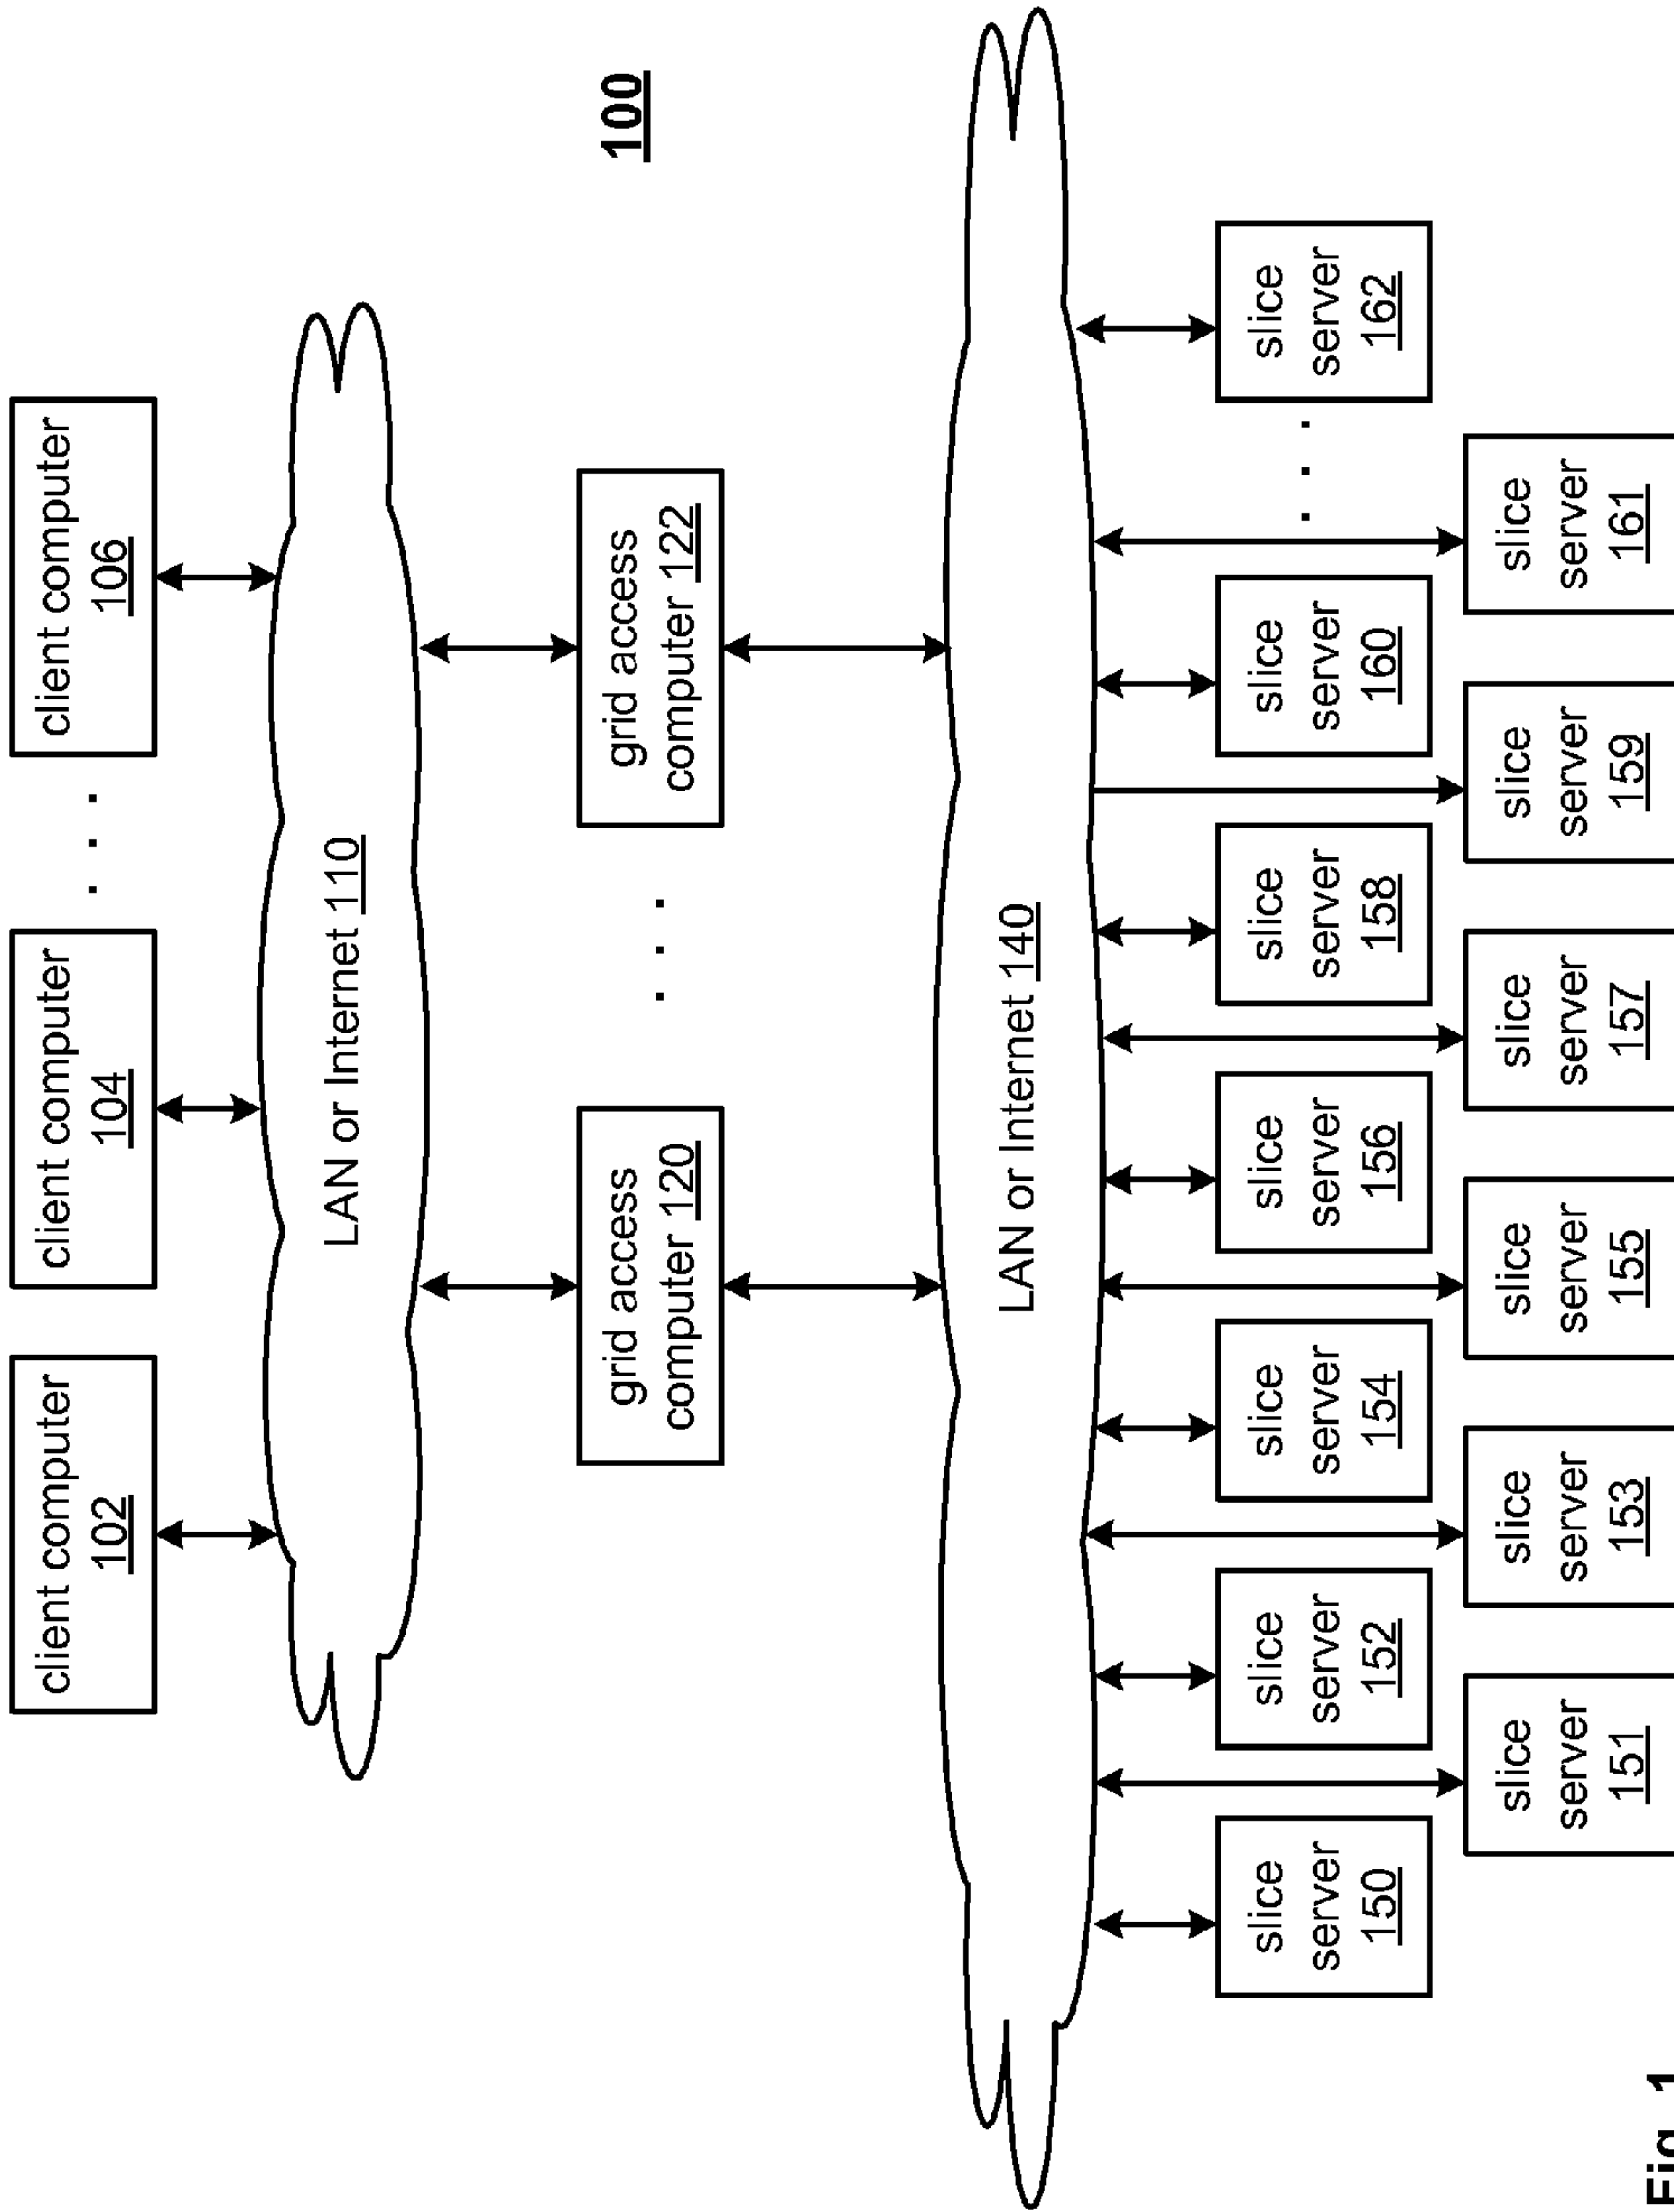 client computer
102
client computer
104
. . .
client computer
106
LAN or Internet 110
100
grid access
computer 120
. . .
grid access
computer 122
LAN or Internet 140
slice
server
150
slice
server
152
slice
server
154
slice
server
156
slice
server
158
slice
server
160
. . .
slice
server
162
slice
server
151
slice
server
153
slice
server
155
slice
server
157
slice
server
159
slice
server
161
Fig. 1